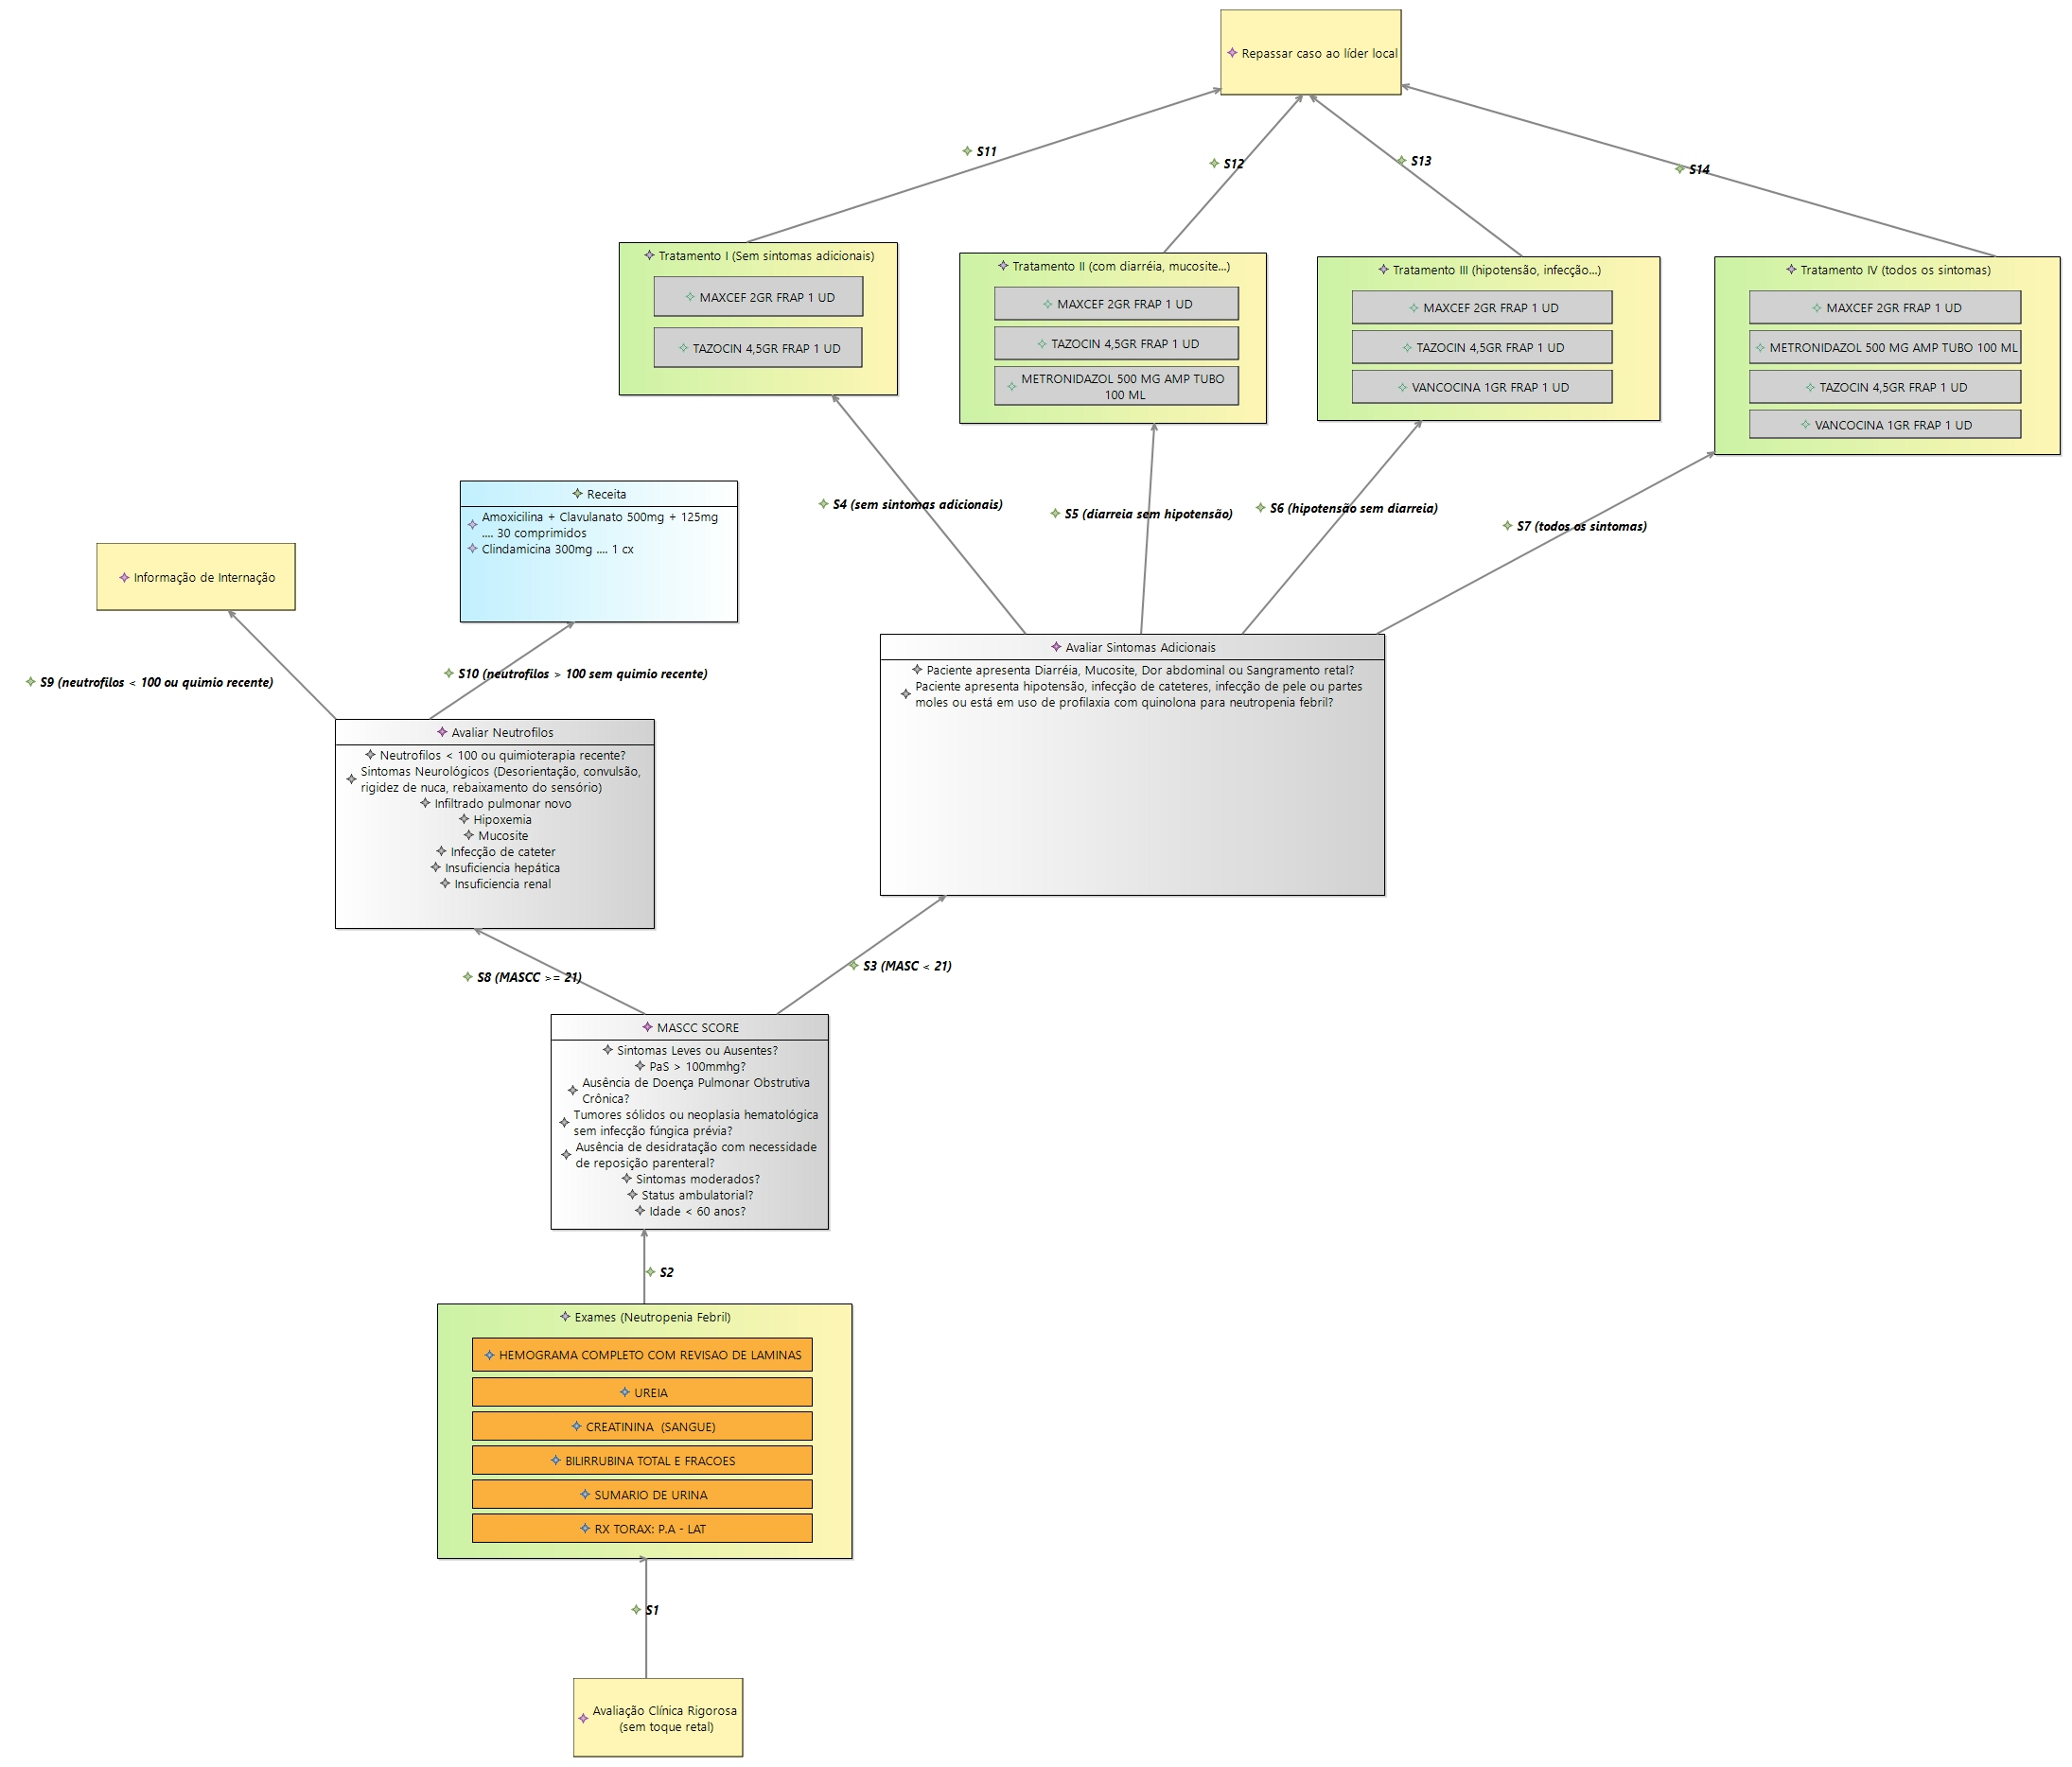 Repassar caso ao líder local
S11
S12
S13
S14
Tratamento I (Sem sintomas adicionais)
MAXCEF 2GR FRAP 1 UD
TAZOCIN 4,5GR FRAP 1 UD
Tratamento II (com diarréia, mucosite...)
MAXCEF 2GR FRAP 1 UD
TAZOCIN 4,5GR FRAP 1 UD
METRONIDAZOL 500 MG AMP TUBO
100 ML
Tratamento III (hipotensão, infecção...)
MAXCEF 2GR FRAP 1 UD
TAZOCIN 4,5GR FRAP 1 UD
VANCOCINA 1GR FRAP 1 UD
Tratamento IV (todos os sintomas)
MAXCEF 2GR FRAP 1 UD
METRONIDAZOL 500 MG AMP TUBO 100 ML
TAZOCIN 4,5GR FRAP 1 UD
VANCOCINA 1GR FRAP 1 UD
S4 (sem sintomas adicionais)
S5 (diarreia sem hipotensão)
S6 (hipotensão sem diarreia)
S7 (todos os sintomas)
Receita
Amoxicilina + Clavulanato 500mg + 125mg
.... 30 comprimidos
Clindamicina 300mg .... 1 cx
Informação de Internação
S9 (neutrofilos < 100 ou quimio recente)
S10 (neutrofilos > 100 sem quimio recente)
Avaliar Sintomas Adicionais
Paciente apresenta Diarréia, Mucosite, Dor abdominal ou Sangramento retal?
Paciente apresenta hipotensão, infecção de cateteres, infecção de pele ou partes
moles ou está em uso de profilaxia com quinolona para neutropenia febril?
Avaliar Neutrofilos
Neutrofilos < 100 ou quimioterapia recente?
Sintomas Neurológicos (Desorientação, convulsão,
rigidez de nuca, rebaixamento do sensório)
Infiltrado pulmonar novo
Hipoxemia
Mucosite
Infecção de cateter
Insuficiencia hepática
Insuficiencia renal
S8 (MASCC >= 21)
S3 (MASC < 21)
MASCC SCORE
Sintomas Leves ou Ausentes?
PaS > 100mmhg?
Ausência de Doença Pulmonar Obstrutiva
Crônica?
Tumores sólidos ou neoplasia hematológica
sem infecção fúngica prévia?
Ausência de desidratação com necessidade
de reposição parenteral?
Sintomas moderados?
Status ambulatorial?
Idade < 60 anos?
S2
Exames (Neutropenia Febril)
HEMOGRAMA COMPLETO COM REVISAO DE LAMINAS
UREIA
CREATININA  (SANGUE)
BILIRRUBINA TOTAL E FRACOES
SUMARIO DE URINA
RX TORAX: P.A - LAT
S1
Avaliação Clínica Rigorosa
(sem toque retal)